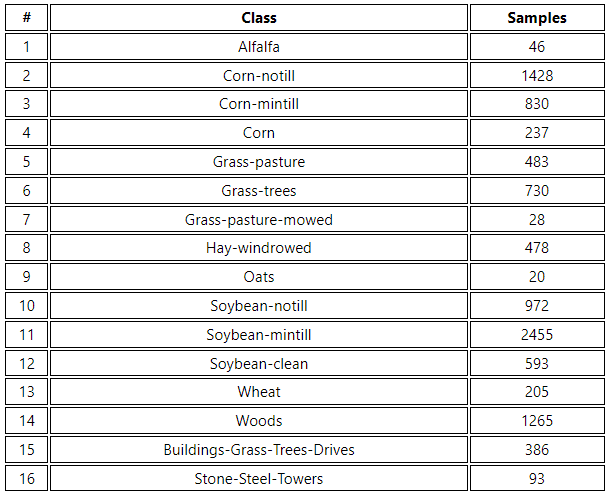 # Class Samples
1 Alfalfa 46
2 Corn-notill 1428
3 Corn-mintill 830
4 Corn 237
5 Grass-pasture 483
6 Grass-trees 730
7 Grass-pasture-mowed 28
8 Hay-windrowed 478
9 Oats 20
10 Soybean-notill 972
11 Soybean-mintill 2455
12 Soybean-clean 593
13 Wheat 205
14 Woods 1265
15 Buildings-Grass-Trees-Drives 386
16 Stone-Steel-Towers 93